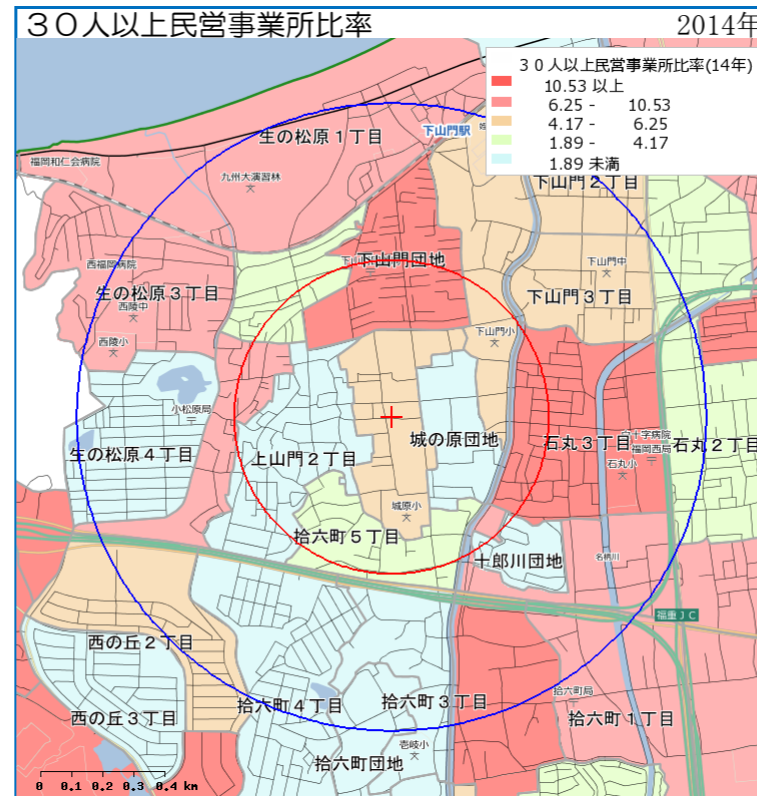 ３０人以上民営事業所比率
2014年
３０人以上民営事業所比率(14年)
10.53 以上
6.25 - 10.53
4.17 - 6.25
1.89 - 4.17
1.89 未満
生の松原１丁目
下山門駅
福岡和仁会病院
九州大演習林
下山門２丁目
下山門団地
西福岡病院
下山門中
生の松原３丁目
下山門３丁目
西陵中
下山門小
西陵小
小松原局
城の原団地
石丸３丁目
十字病院
福岡西局
石丸２丁目
生の松原４丁目
上山門２丁目
石丸小
城原小
拾六町５丁目
十郎川団地
名柄川
福重ＪＣ
西の丘２丁目
拾六町３丁目
拾六町局
拾六町４丁目
西の丘３丁目
拾六町１丁目
壱岐小
拾六町団地
0 0.1 0.2 0.3 0.4 km